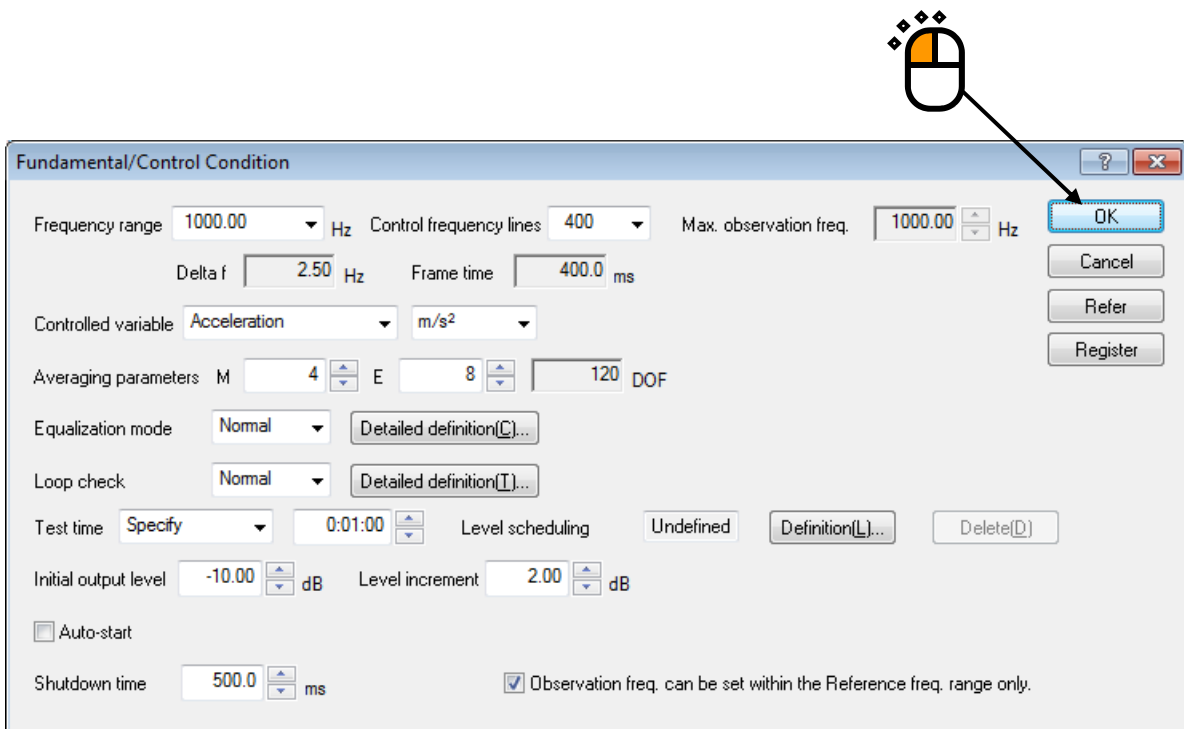 Fundamental/Control Condition
Frequency range 1000.00 Hz Control frequency lines 400 Max. observation freq. 1000.00 Hz OK
Delta f 2.50 Hz Frame time 400.0 ms Cancel
Controlled variable Acceleration m/s² Refer
Register
Averaging parameters M 4 E 8 120 DOF
Equalization mode Normal Detailed definition(C)...
Loop check Normal Detailed definition(T)...
Test time Specify 0:01:00 Level scheduling Undefined Definition(L)... Delete(D)
Initial output level -10.00 dB Level increment 2.00 dB
Auto-start
Shutdown time 500.0 ms Observation freq. can be set within the Reference freq. range only.